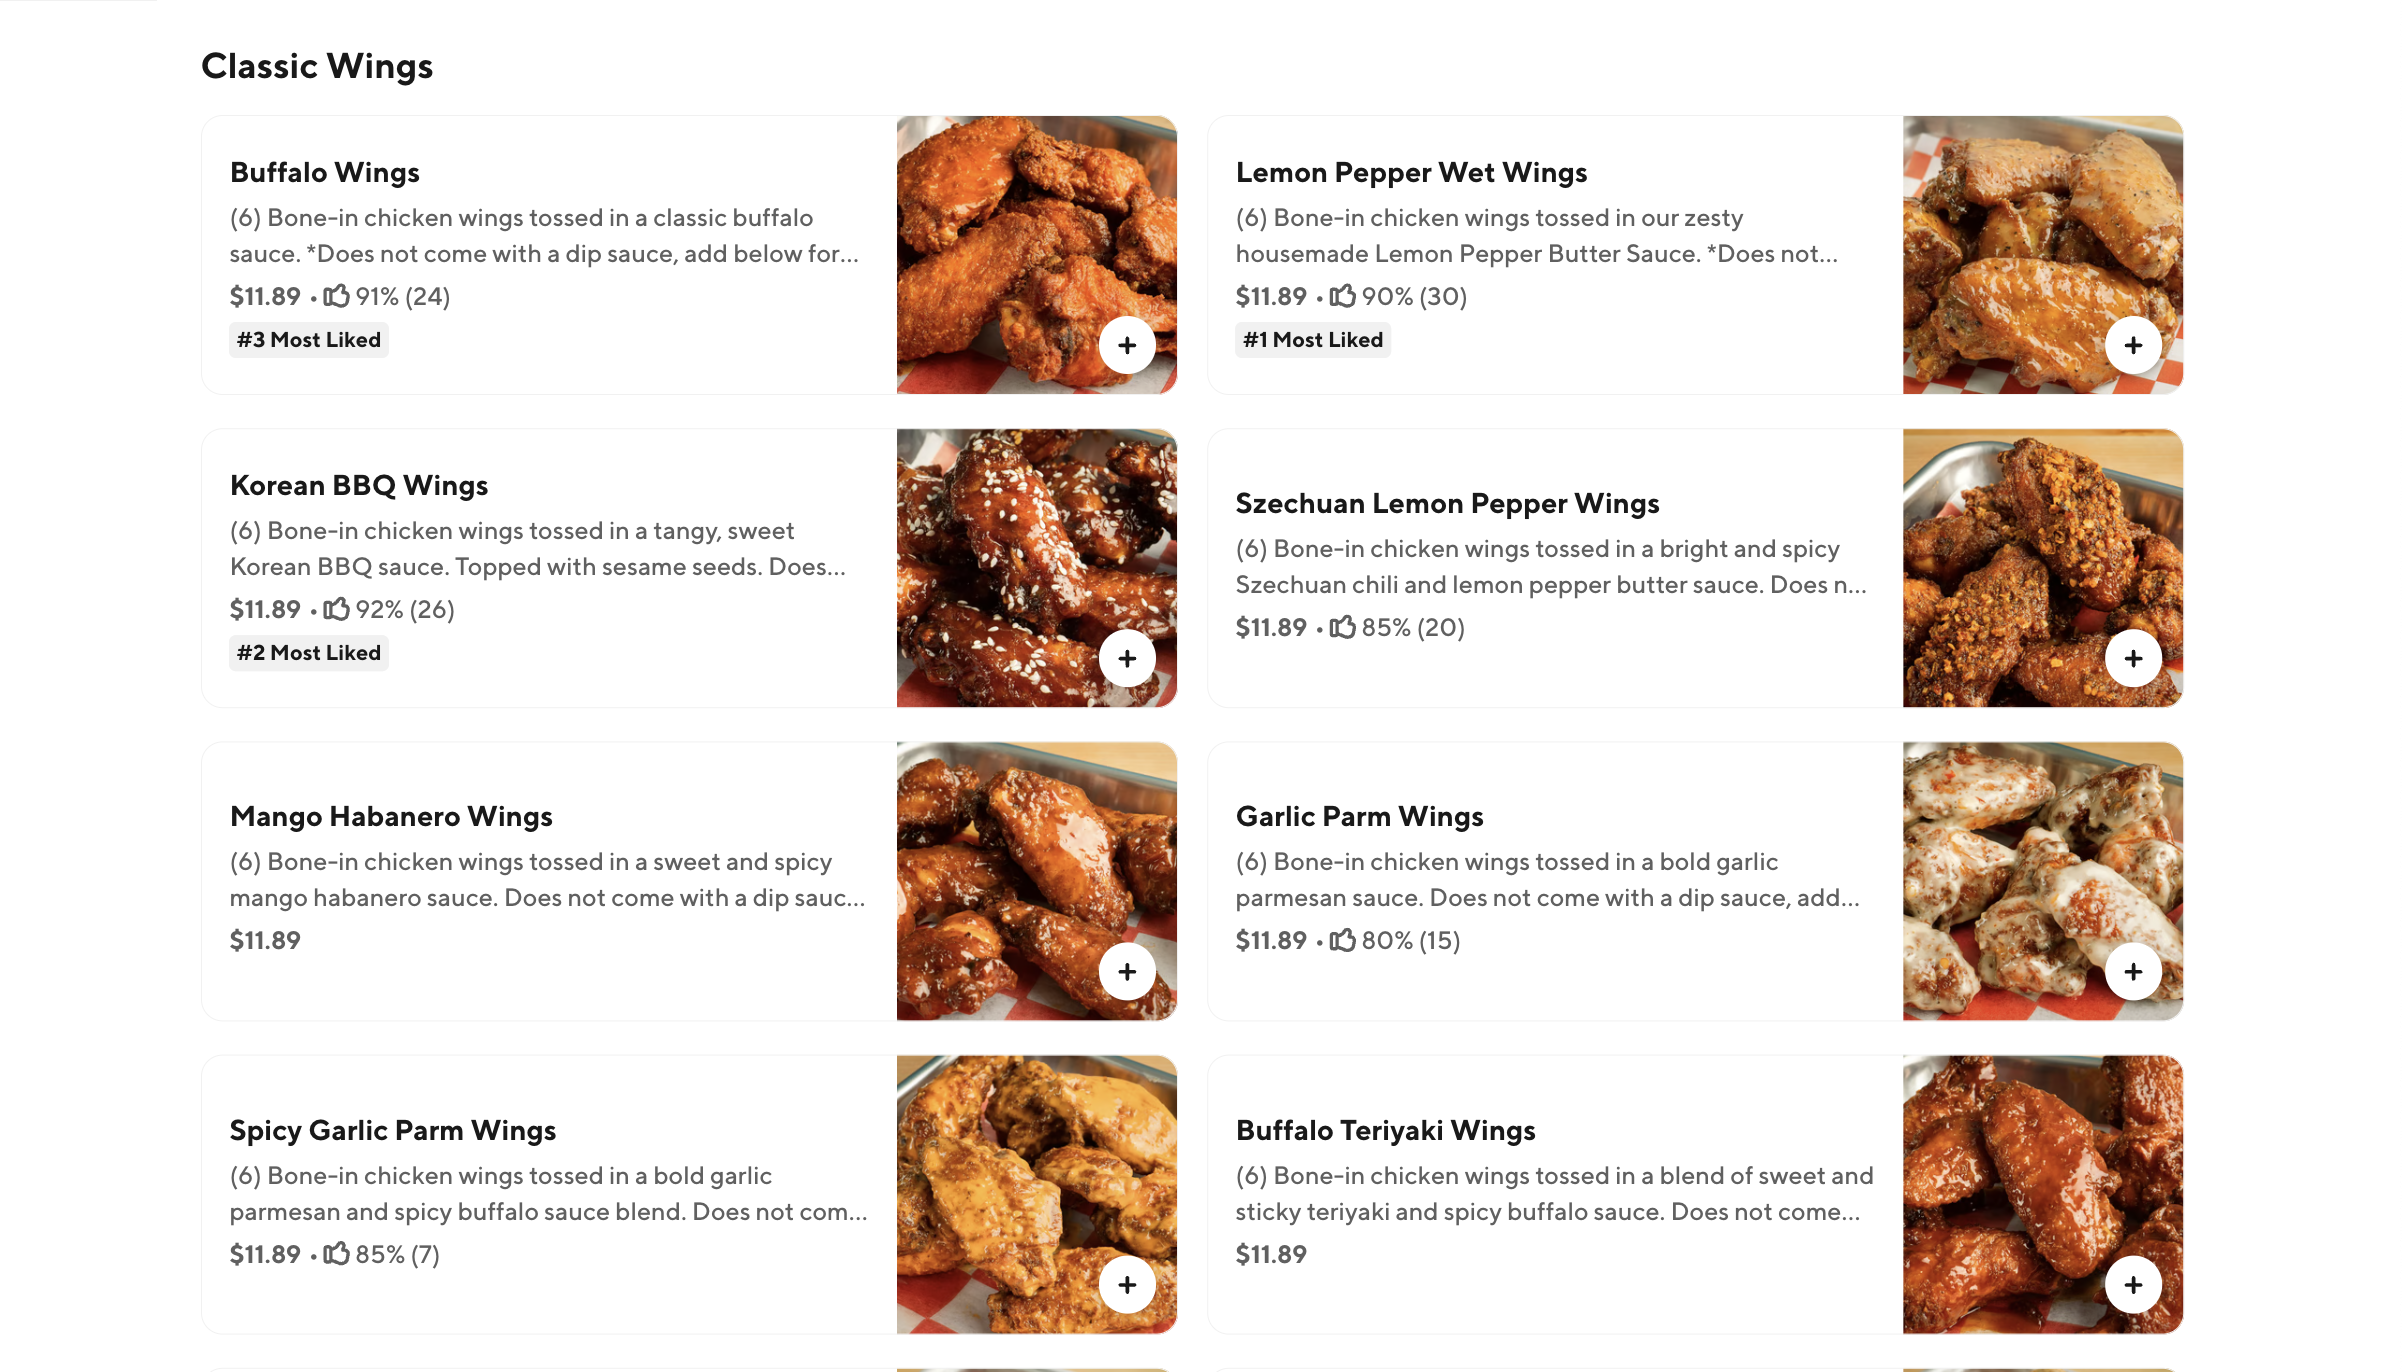 Classic Wings
Buffalo Wings
(6) Bone-in chicken wings tossed in a classic buffalo
sauce. *Does not come with a dip sauce, add below for...
$11.89 • 91% (24)
#3 Most Liked
Lemon Pepper Wet Wings
(6) Bone-in chicken wings tossed in our zesty
housemade Lemon Pepper Butter Sauce. *Does not...
$11.89 • 90% (30)
#1 Most Liked
Korean BBQ Wings
(6) Bone-in chicken wings tossed in a tangy, sweet
Korean BBQ sauce. Topped with sesame seeds. Does...
$11.89 • 92% (26)
#2 Most Liked
Szechuan Lemon Pepper Wings
(6) Bone-in chicken wings tossed in a bright and spicy
Szechuan chili and lemon pepper butter sauce. Does n...
$11.89 • 85% (20)
Mango Habanero Wings
(6) Bone-in chicken wings tossed in a sweet and spicy
mango habanero sauce. Does not come with a dip sauc...
$11.89
Garlic Parm Wings
(6) Bone-in chicken wings tossed in a bold garlic
parmesan sauce. Does not come with a dip sauce, add...
$11.89 • 80% (15)
Spicy Garlic Parm Wings
(6) Bone-in chicken wings tossed in a bold garlic
parmesan and spicy buffalo sauce blend. Does not com...
$11.89 • 85% (7)
Buffalo Teriyaki Wings
(6) Bone-in chicken wings tossed in a blend of sweet and
sticky teriyaki and spicy buffalo sauce. Does not come...
$11.89